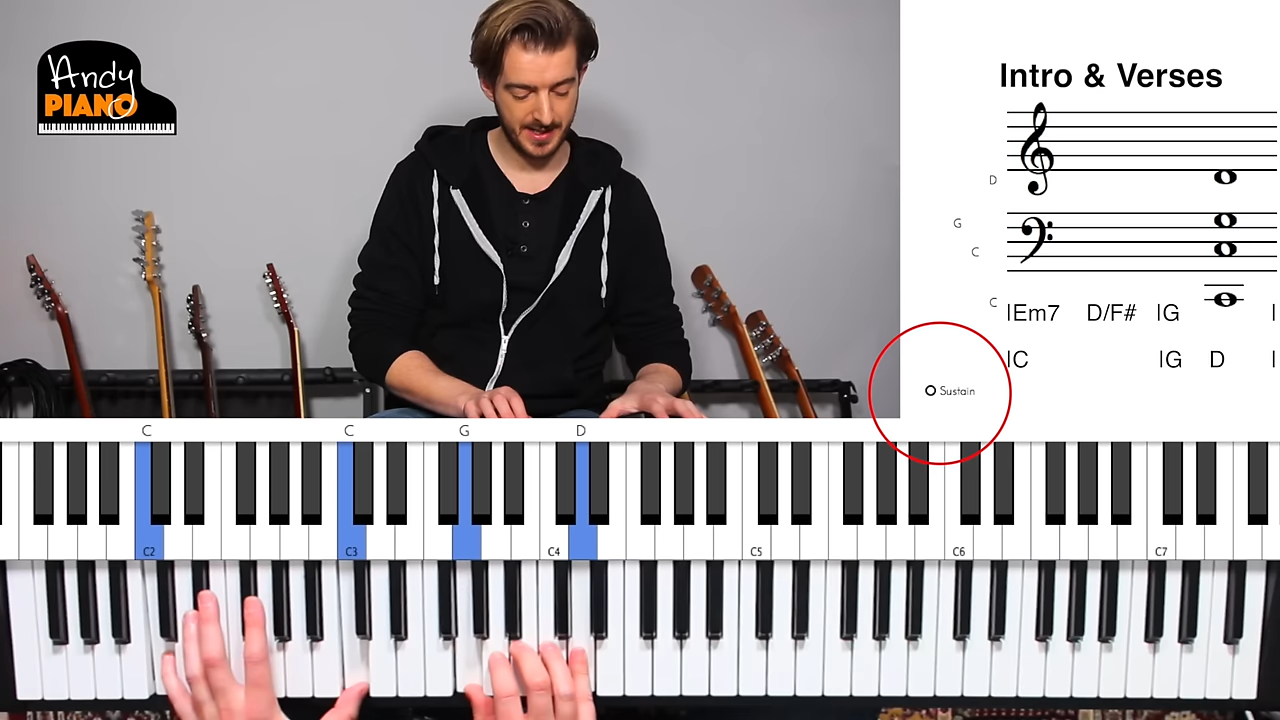 Andy
PIANO
Intro & Verses
D
G
C
C
|Em7 D/F# |G |
|C |G D |
Sustain
C C G D
C2 C3 C4 C5 C6 C7